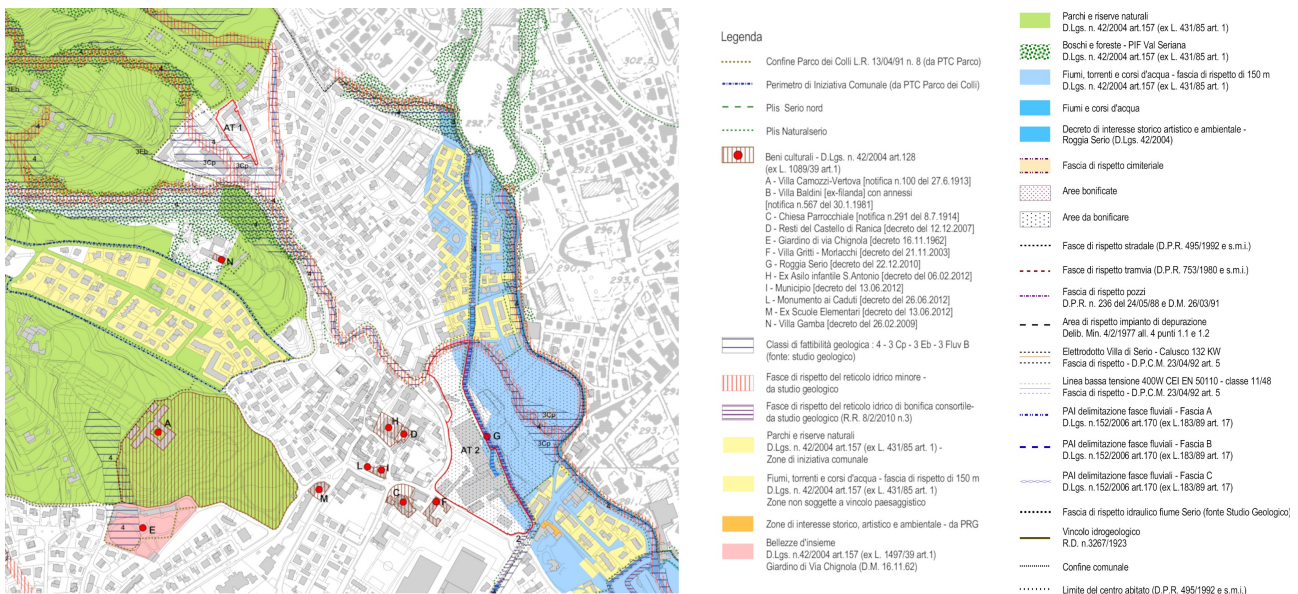 3Eb
4
AT 1
3Eb
3Cp
3Cp
4
4
292,7
302,5
296,
290,5
293,
N
A
4
4
E
H
D
L
I
M
C
F
G
AT 2
3Cp
3Cp
2
4
Legenda
Confine Parco dei Colli L.R. 13/04/91 n. 8 (da PTC Parco)
Perimetro di Iniziativa Comunale (da PTC Parco dei Colli)
Plis Serio nord
Plis Naturalserio
Beni culturali - D.Lgs. n. 42/2004 art.128
(ex L. 1089/39 art.1)
A - Villa Camozzi-Vertova [notifica n.100 del 27.6.1913]
B - Villa Baldini [ex-filanda] con annessi
[notifica n.567 del 30.1.1981]
C - Chiesa Parrocchiale [notifica n.291 del 8.7.1914]
D - Resti del Castello di Ranica [decreto del 12.12.2007]
E - Giardino di via Chignola [decreto 16.11.1962]
F - Villa Gritti - Morlacchi [decreto del 21.11.2003]
G - Roggia Serio [decreto del 22.12.2010]
H - Ex Asilo infantile S.Antonio [decreto del 06.02.2012]
I - Municipio [decreto del 13.06.2012]
L - Monumento ai Caduti [decreto del 26.06.2012]
M - Ex Scuole Elementari [decreto del 13.06.2012]
N - Villa Gamba [decreto del 26.02.2009]
Classi di fattibilità geologica : 4 - 3 Cp - 3 Eb - 3 Fluv B
(fonte: studio geologico)
Fasce di rispetto del reticolo idrico minore -
da studio geologico
Fasce di rispetto del reticolo idrico di bonifica consortile-
da studio geologico (R.R. 8/2/2010 n.3)
Parchi e riserve naturali
D.Lgs. n. 42/2004 art.157 (ex L. 431/85 art. 1) -
Zone di iniziativa comunale
Fiumi, torrenti e corsi d'acqua - fascia di rispetto di 150 m
D.Lgs. n. 42/2004 art.157 (ex L. 431/85 art. 1)
Zone non soggette a vincolo paesaggistico
Zone di interesse storico, artistico e ambientale - da PRG
Bellezze d'insieme
D.Lgs. n.42/2004 art.157 (ex L. 1497/39 art.1)
Giardino di Via Chignola (D.M. 16.11.62)
Parchi e riserve naturali
D.Lgs. n. 42/2004 art.157 (ex L. 431/85 art. 1)
Boschi e foreste - PIF Val Seriana
D.Lgs. n. 42/2004 art.157 (ex L. 431/85 art. 1)
Fiumi, torrenti e corsi d'acqua - fascia di rispetto di 150 m
D.Lgs. n. 42/2004 art.157 (ex L. 431/85 art. 1)
Fiumi e corsi d'acqua
Decreto di interesse storico artistico e ambientale -
Roggia Serio (D.Lgs. 42/2004)
Fascia di rispetto cimiteriale
Aree bonificate
Aree da bonificare
Fasce di rispetto stradale (D.P.R. 495/1992 e s.m.i.)
Fasce di rispetto tramvia (D.P.R. 753/1980 e s.m.i.)
Fascia di rispetto pozzi
D.P.R. n. 236 del 24/05/88 e D.M. 26/03/91
Area di rispetto impianto di depurazione
Delib. Min. 4/2/1977 all. 4 punti 1.1 e 1.2
Elettrodotto Villa di Serio - Calusco 132 KW
Fascia di rispetto - D.P.C.M. 23/04/92 art. 5
Linea bassa tensione 400W CEI EN 50110 - classe 11/48
Fascia di rispetto - D.P.C.M. 23/04/92 art. 5
PAI delimitazione fasce fluviali - Fascia A
D.Lgs. n.152/2006 art.170 (ex L.183/89 art. 17)
PAI delimitazione fasce fluviali - Fascia B
D.Lgs. n.152/2006 art.170 (ex L.183/89 art. 17)
PAI delimitazione fasce fluviali - Fascia C
D.Lgs. n.152/2006 art.170 (ex L.183/89 art. 17)
Fascia di rispetto idraulico fiume Serio (fonte Studio Geologico)
Vincolo idrogeologico
R.D. n.3267/1923
Confine comunale
Limite del centro abitato (D.P.R. 495/1992 e s.m.i.)